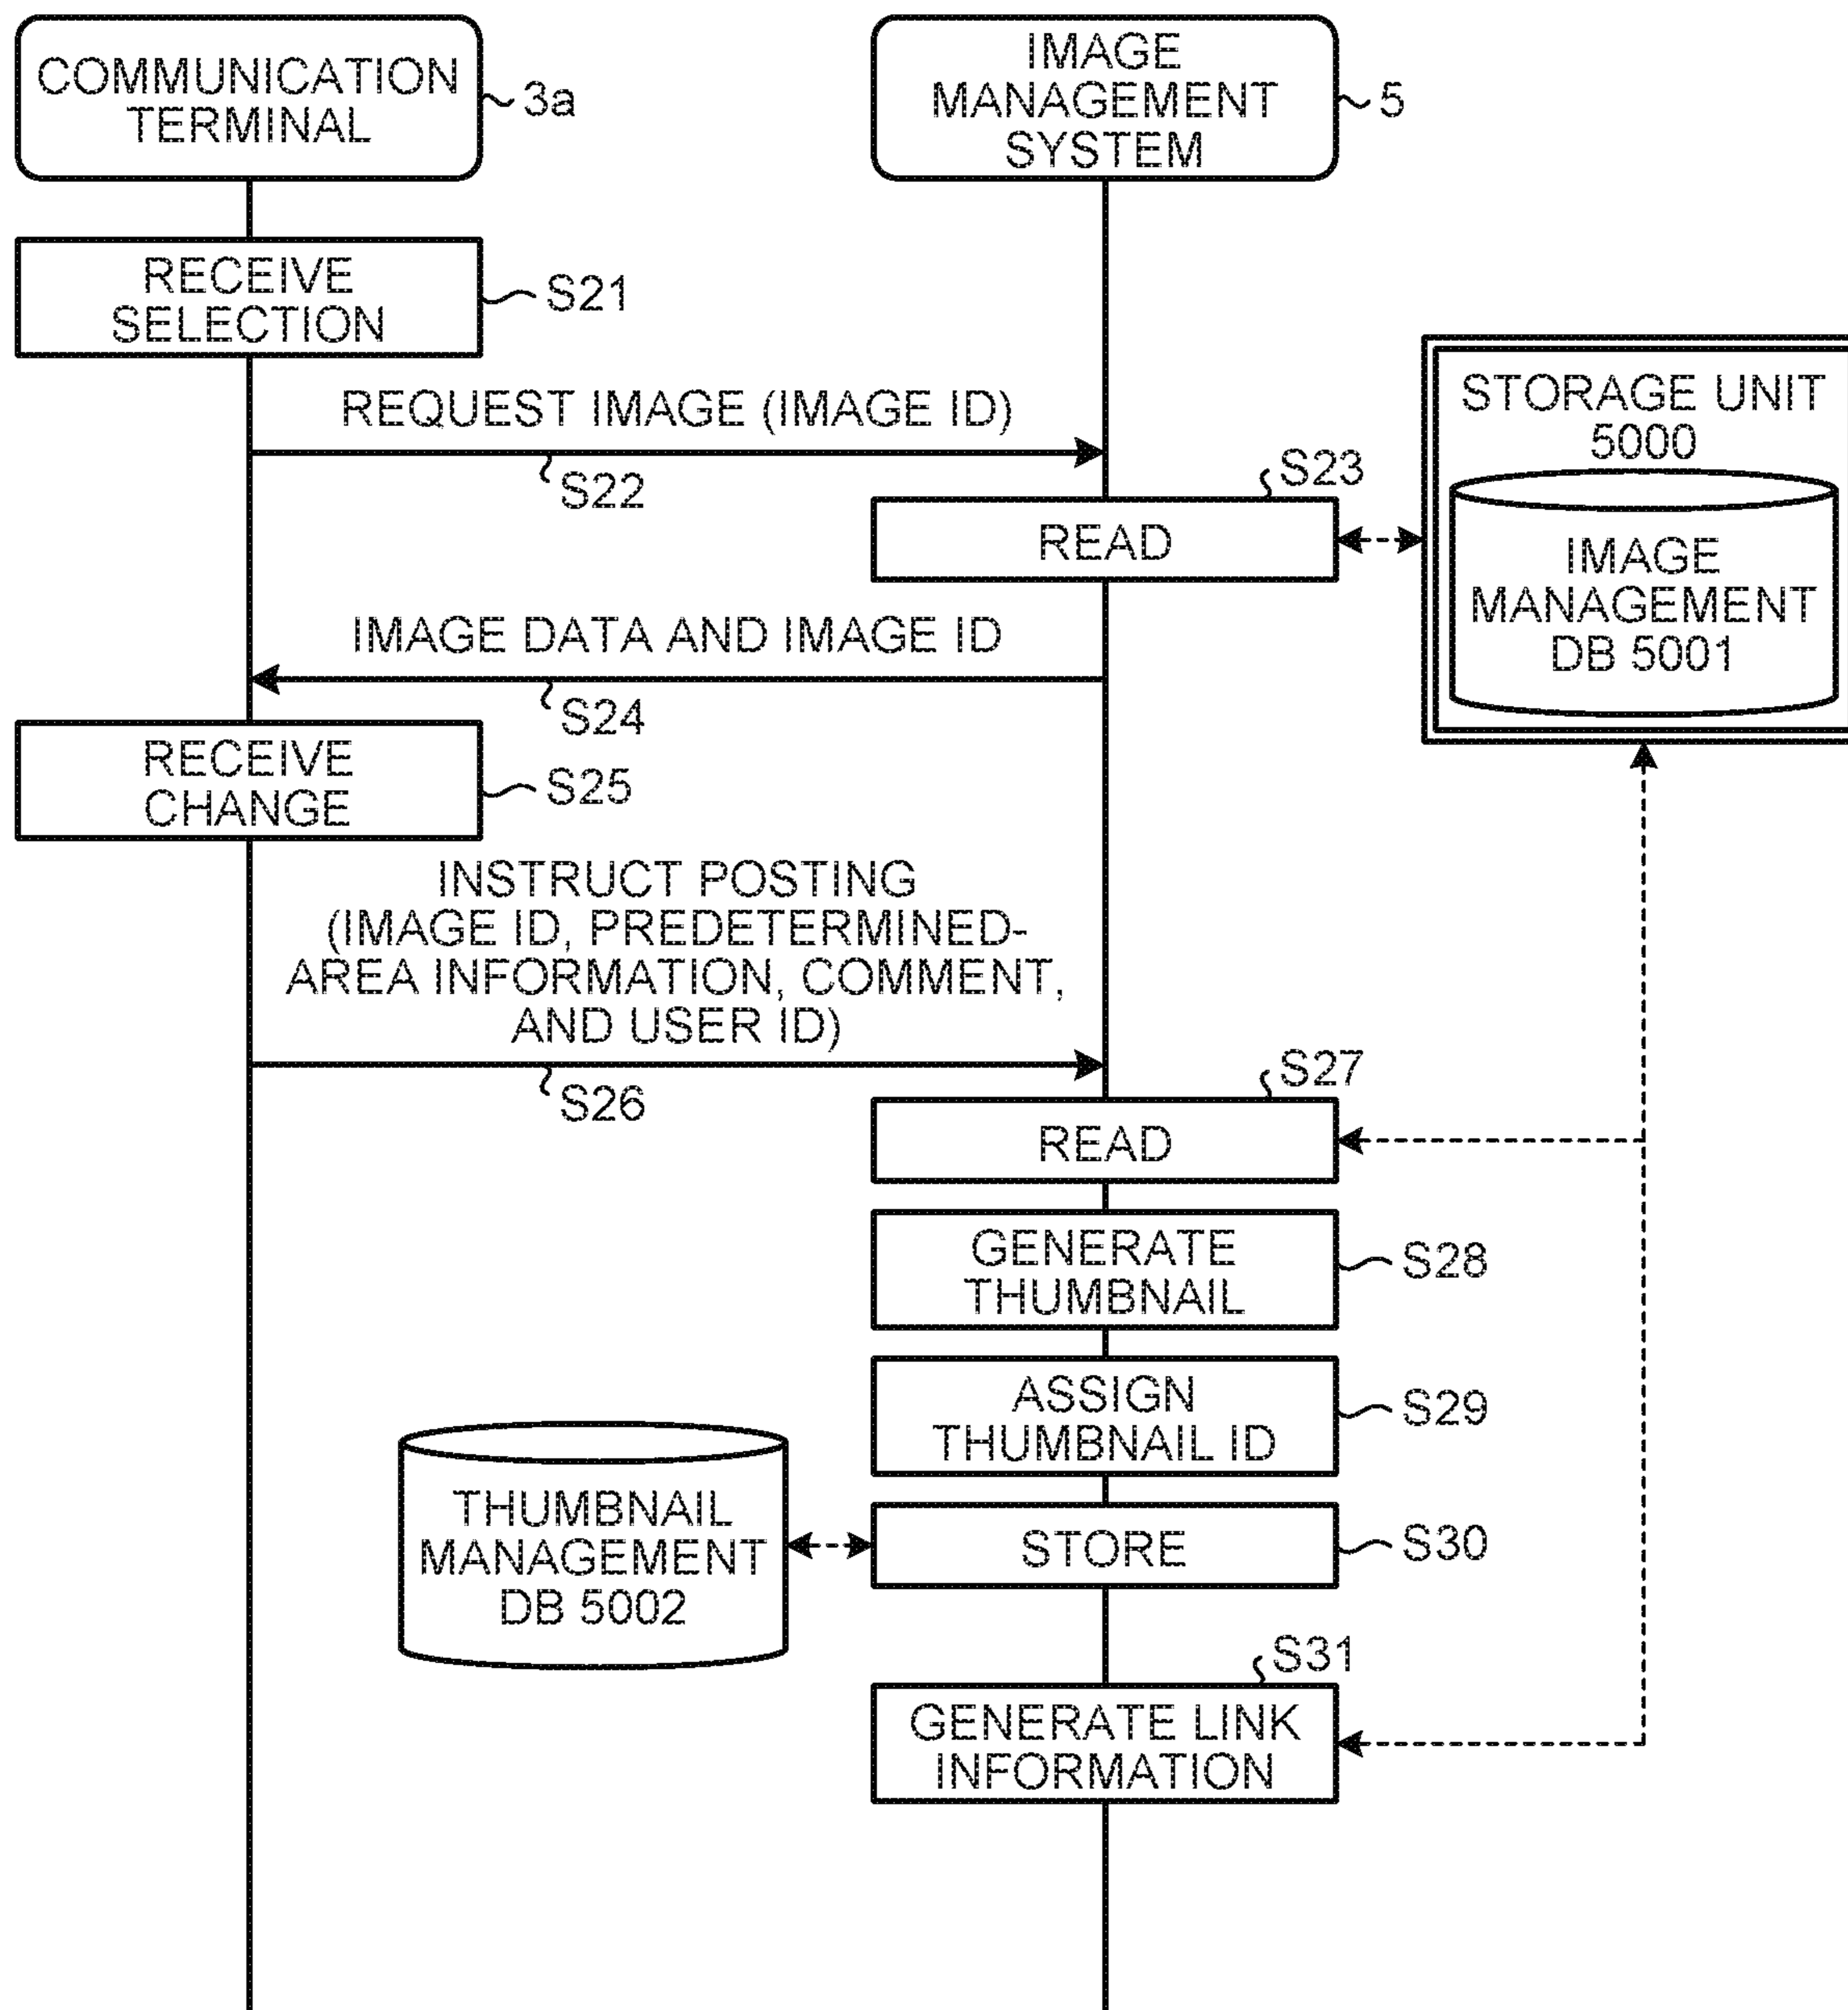 COMMUNICATION
TERMINAL
3a
IMAGE
MANAGEMENT
SYSTEM
5
RECEIVE
SELECTION
S21
REQUEST IMAGE (IMAGE ID)
S22
S23
READ
STORAGE UNIT
5000
IMAGE
MANAGEMENT
DB 5001
IMAGE DATA AND IMAGE ID
S24
RECEIVE
CHANGE
S25
INSTRUCT POSTING
(IMAGE ID, PREDETERMINED-
AREA INFORMATION, COMMENT,
AND USER ID)
S26
S27
READ
GENERATE
THUMBNAIL
S28
ASSIGN
THUMBNAIL ID
S29
THUMBNAIL
MANAGEMENT
DB 5002
STORE
S30
S31
GENERATE LINK
INFORMATION